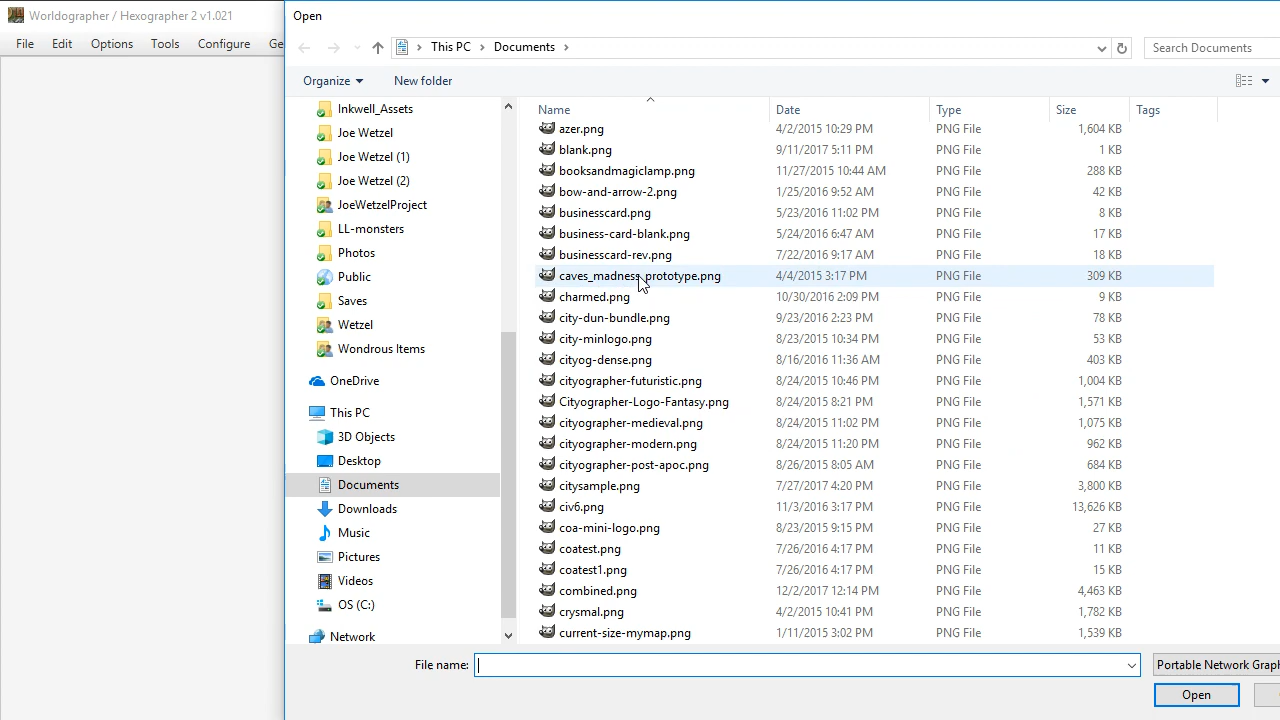 Worldographer / Hexographer 2 v1.021
File Edit Options Tools Configure Ge
Open
This PC > Documents >
Search Documents
Organize New folder
Inkwell_Assets
Joe Wetzel
Joe Wetzel (1)
Joe Wetzel (2)
JoeWetzelProject
LL-monsters
Photos
Public
Saves
Wetzel
Wondrous Items
OneDrive
This PC
3D Objects
Desktop
Documents
Downloads
Music
Pictures
Videos
OS (C:)
Network
Name Date Type Size Tags
azer.png 4/2/2015 10:29 PM PNG File 1,604 KB
blank.png 9/11/2017 5:11 PM PNG File 1 KB
booksandmagiclamp.png 11/27/2015 10:44 AM PNG File 288 KB
bow-and-arrow-2.png 1/25/2016 9:52 AM PNG File 42 KB
businesscard.png 5/23/2016 11:02 PM PNG File 8 KB
business-card-blank.png 5/24/2016 6:47 AM PNG File 17 KB
businesscard-rev.png 7/22/2016 9:17 AM PNG File 18 KB
caves_madness_prototype.png 4/4/2015 3:17 PM PNG File 309 KB
charmed.png 10/30/2016 2:09 PM PNG File 9 KB
city-dun-bundle.png 9/23/2016 2:23 PM PNG File 78 KB
city-minlogo.png 8/23/2015 10:34 PM PNG File 53 KB
cityog-dense.png 8/16/2016 11:36 AM PNG File 403 KB
cityographer-futuristic.png 8/24/2015 10:46 PM PNG File 1,004 KB
Cityographer-Logo-Fantasy.png 8/24/2015 8:21 PM PNG File 1,571 KB
cityographer-medieval.png 8/24/2015 11:02 PM PNG File 1,075 KB
cityographer-modern.png 8/24/2015 11:20 PM PNG File 962 KB
cityographer-post-apoc.png 8/26/2015 8:05 AM PNG File 684 KB
citysample.png 7/27/2017 4:20 PM PNG File 3,800 KB
civ6.png 11/3/2016 3:17 PM PNG File 13,626 KB
coa-mini-logo.png 8/23/2015 9:15 PM PNG File 27 KB
coatest.png 7/26/2016 4:17 PM PNG File 11 KB
coatest1.png 7/26/2016 4:17 PM PNG File 15 KB
combined.png 12/2/2017 12:14 PM PNG File 4,463 KB
crysmal.png 4/2/2015 10:41 PM PNG File 1,782 KB
current-size-mymap.png 1/11/2015 3:02 PM PNG File 1,539 KB
File name: Portable Network Graph
Open